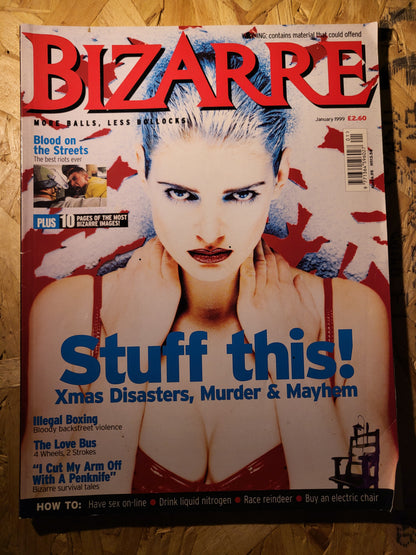 WARNING: contains material that could offend
BIZARRE
MORE BALLS, LESS BOLLOCKS
January 1999 £2.60
Blood on
the Streets
The best riots ever
PLUS 10 PAGES OF THE MOST
BIZARRE IMAGES!
Stuff this!
Xmas Disasters, Murder & Mayhem
Illegal Boxing
Bloody backstreet violence
The Love Bus
4 Wheels, 2 Strokes
“I Cut My Arm Off
With A Penknife”
Bizarre survival tales
HOW TO: Have sex on-line • Drink liquid nitrogen • Race reindeer • Buy an electric chair